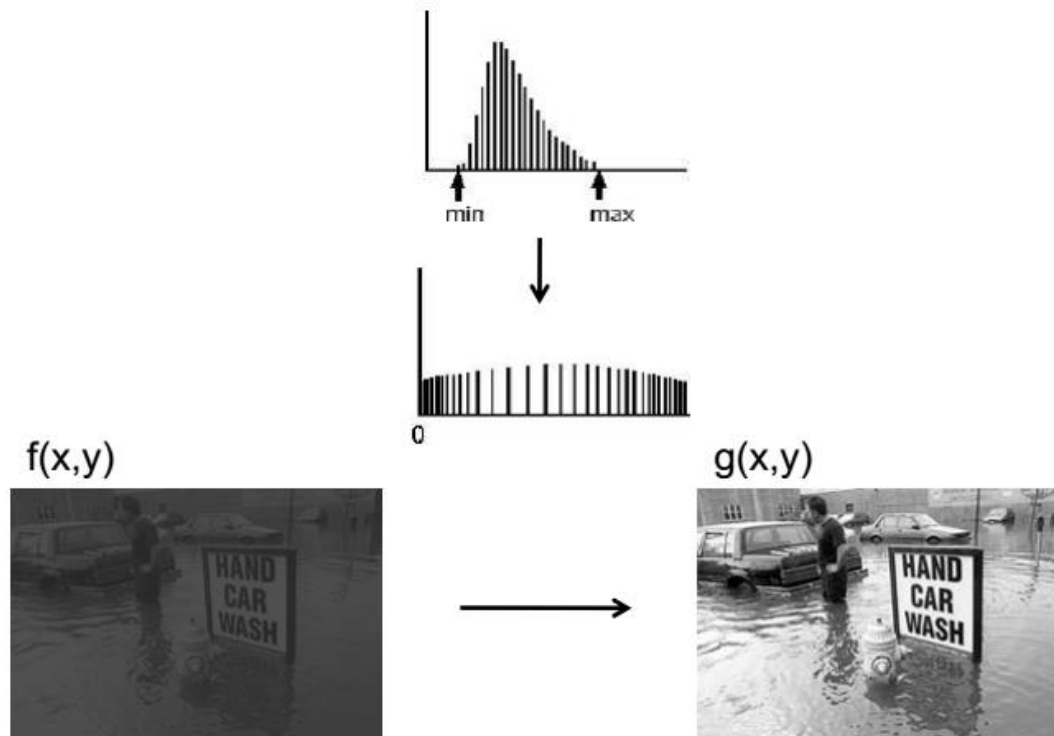 min max
0
f(x,y)
g(x,y)
HAND
CAR
WASH
HAND
CAR
WASH